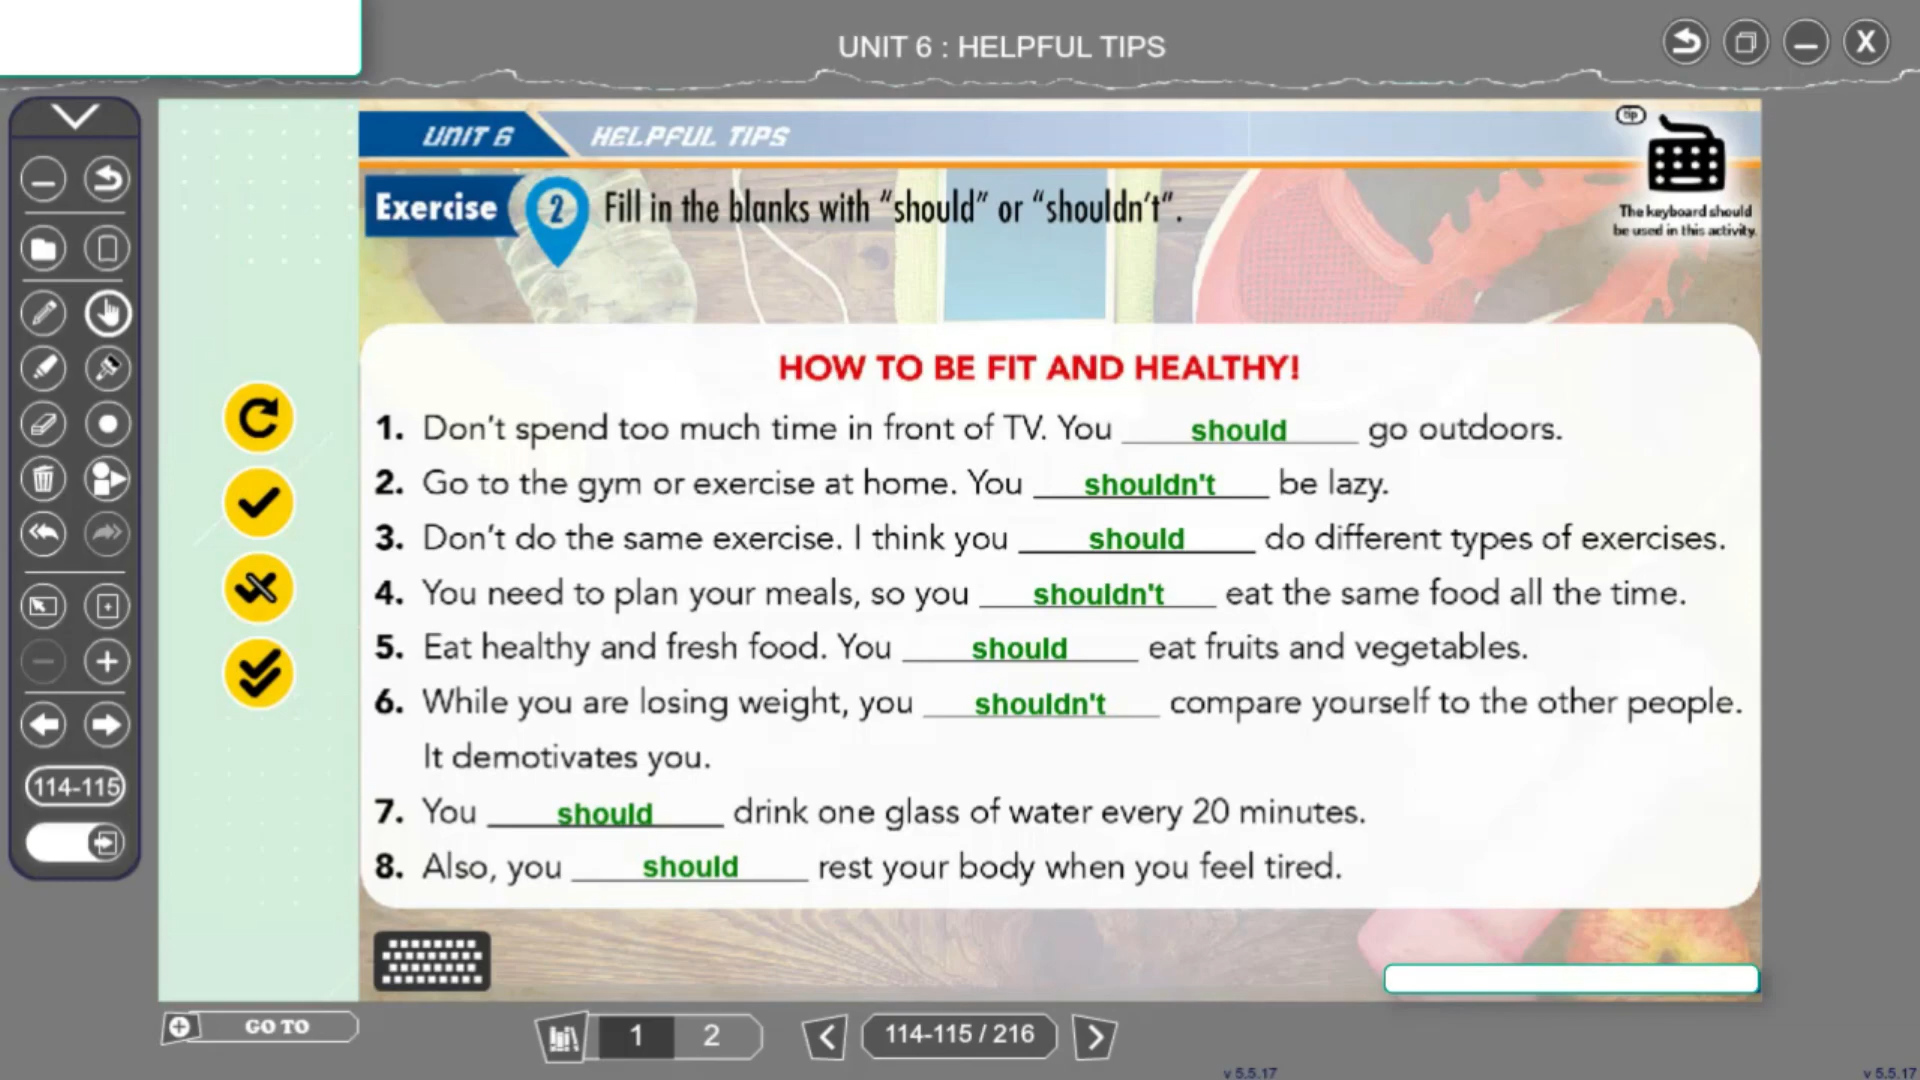 UNIT 6 : HELPFUL TIPS
X
UNIT 6 HELPFUL TIPS
tip
Exercise 2 Fill in the blanks with "should" or "shouldn't".
The keyboard should
be used in this activity.
HOW TO BE FIT AND HEALTHY!
1. Don't spend too much time in front of TV. You should go outdoors.
2. Go to the gym or exercise at home. You shouldn't be lazy.
3. Don't do the same exercise. I think you should do different types of exercises.
4. You need to plan your meals, so you shouldn't eat the same food all the time.
5. Eat healthy and fresh food. You should eat fruits and vegetables.
6. While you are losing weight, you shouldn't compare yourself to the other people.
It demotivates you.
7. You should drink one glass of water every 20 minutes.
8. Also, you should rest your body when you feel tired.
114-115
GO TO
1 2
114-115 / 216
v 5.5.17
v 5.5.17